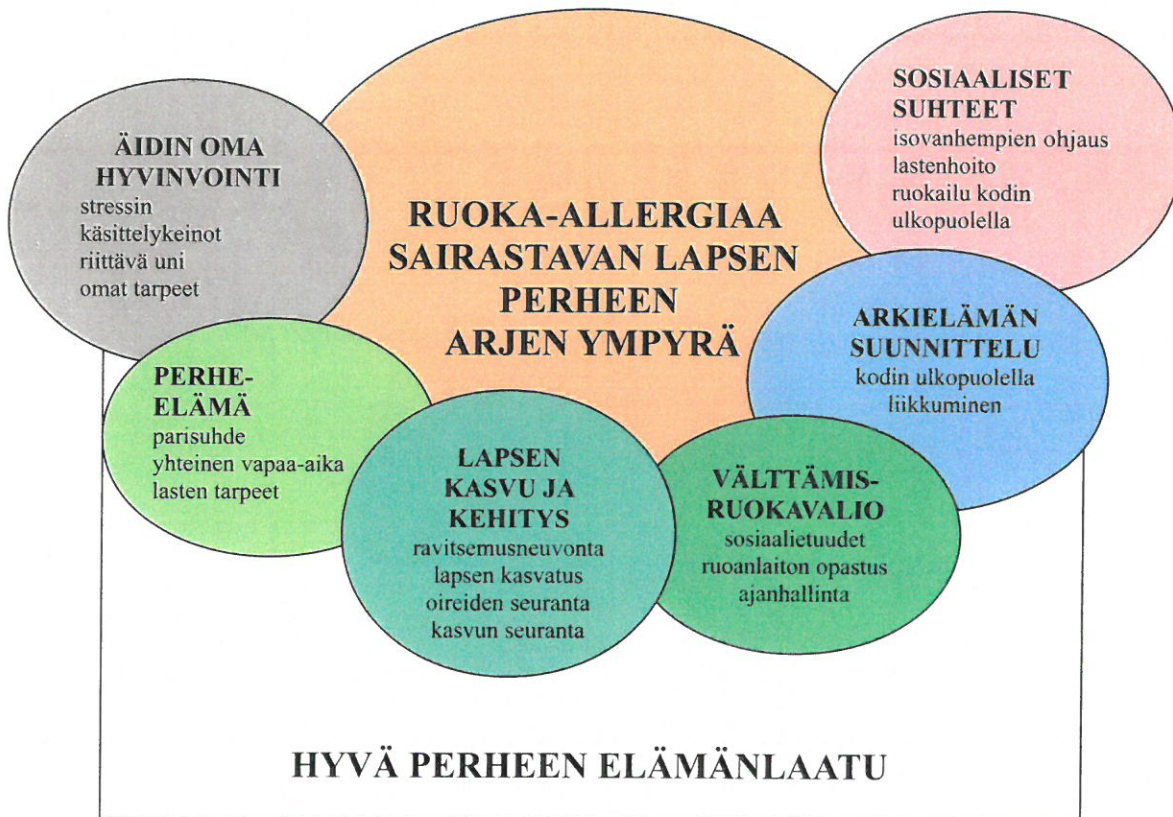 ÄIDIN OMA
HYVINVOINTI
stressin
käsittelykeinot
riittävä uni
omat tarpeet
RUOKA-ALLERGIAA
SAIRASTAVAN LAPSEN
PERHEEN
ARJEN YMPYRÄ
SOSIAALISET
SUHTEET
isovanhempien ohjaus
lastenhoito
ruokailu kodin
ulkopuolella
PERHE-
ELÄMÄ
parisuhde
yhteinen vapaa-aika
lasten tarpeet
LAPSEN
KASVU JA
KEHITYS
ravitsemusneuvonta
lapsen kasvatus
oireiden seuranta
kasvun seuranta
VÄLTTÄMIS-
RUOKAVALIO
sosiaalietuudet
ruoanlaiton opastus
ajanhallinta
ARKIELÄMÄN
SUUNNITTELU
kodin ulkopuolella
liikkuminen
HYVÄ PERHEEN ELÄMÄNLAATU